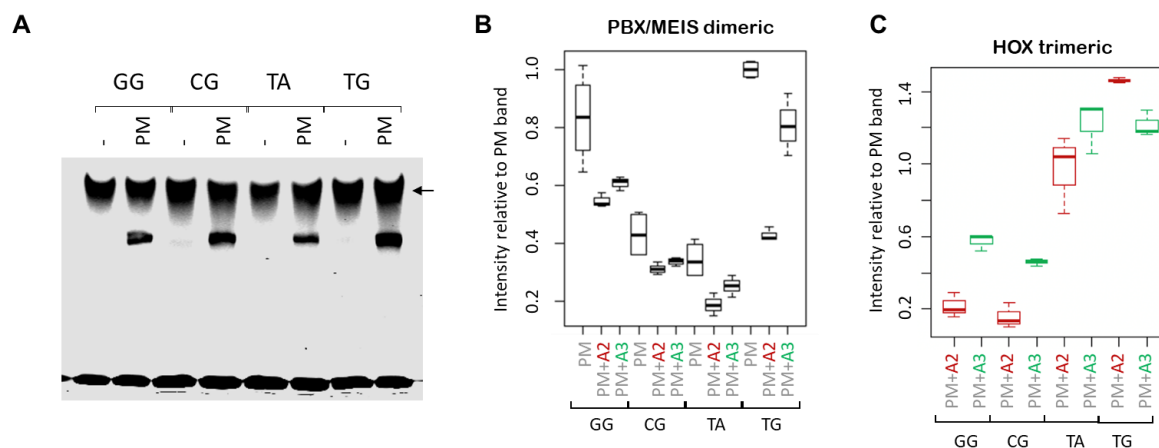 A
GG CG TA TG
- PM - PM - PM - PM
B
PBX/MEIS dimeric
Intensity relative to PM band
1.0
0.8
0.6
0.4
0.2
PM PM+A2 PM+A3 PM PM+A2 PM+A3 PM PM+A2 PM+A3 PM PM+A2 PM+A3
GG CG TA TG
C
HOX trimeric
Intensity relative to PM band
1.4
1.0
0.6
0.2
PM+A2 PM+A3 PM+A2 PM+A3 PM+A2 PM+A3 PM+A2 PM+A3
GG CG TA TG